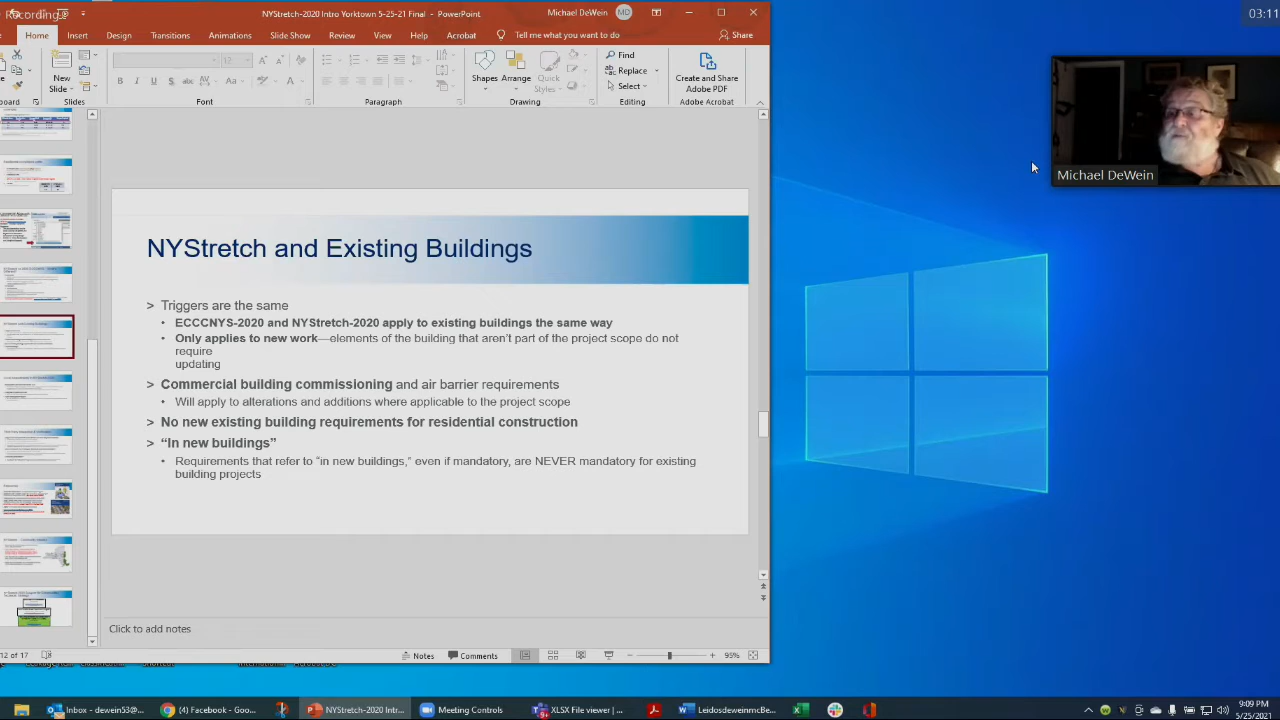 Recording
NYStretch-2020 Intro Yorktown 5-25-21 Final - PowerPoint
Michael DeWein
MD
03:11
Home Insert Design Transitions Animations Slide Show Review View Help Acrobat Tell me what you want to do Share
New
Slide
Shapes Arrange Quick
Styles
Find
Replace
Select
Create and Share
Adobe PDF
Slides Font Paragraph Drawing Editing Adobe Acrobat
Michael DeWein
NYStretch and Existing Buildings
> Triggers are the same
• ECCCNYS-2020 and NYStretch-2020 apply to existing buildings the same way
• Only applies to new work—elements of the building that aren't part of the project scope do not
require
updating
> Commercial building commissioning and air barrier requirements
• Will apply to alterations and additions where applicable to the project scope
> No new existing building requirements for residential construction
> “In new buildings”
• Requirements that refer to “in new buildings,” even if mandatory, are NEVER mandatory for existing
building projects
Click to add notes
12 of 17
Notes Comments 95%
Inbox - dewein53@... (4) Facebook - Goo... NYStretch-2020 Intr... Meeting Controls XLSX File viewer | ... LeidosdeweinmcBe...
9:09 PM
5/25/2021